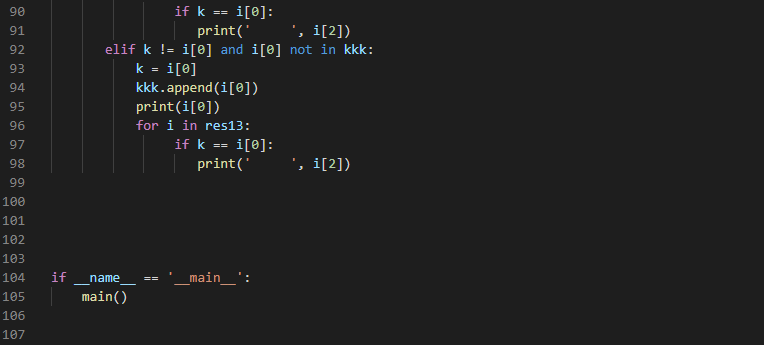 90 if k == i[0]:
91 print('     ', i[2])
92 elif k != i[0] and i[0] not in kkk:
93 k = i[0]
94 kkk.append(i[0])
95 print(i[0])
96 for i in res13:
97 if k == i[0]:
98 print('     ', i[2])
99
100
101
102
103
104 if __name__ == '__main__':
105 main()
106
107